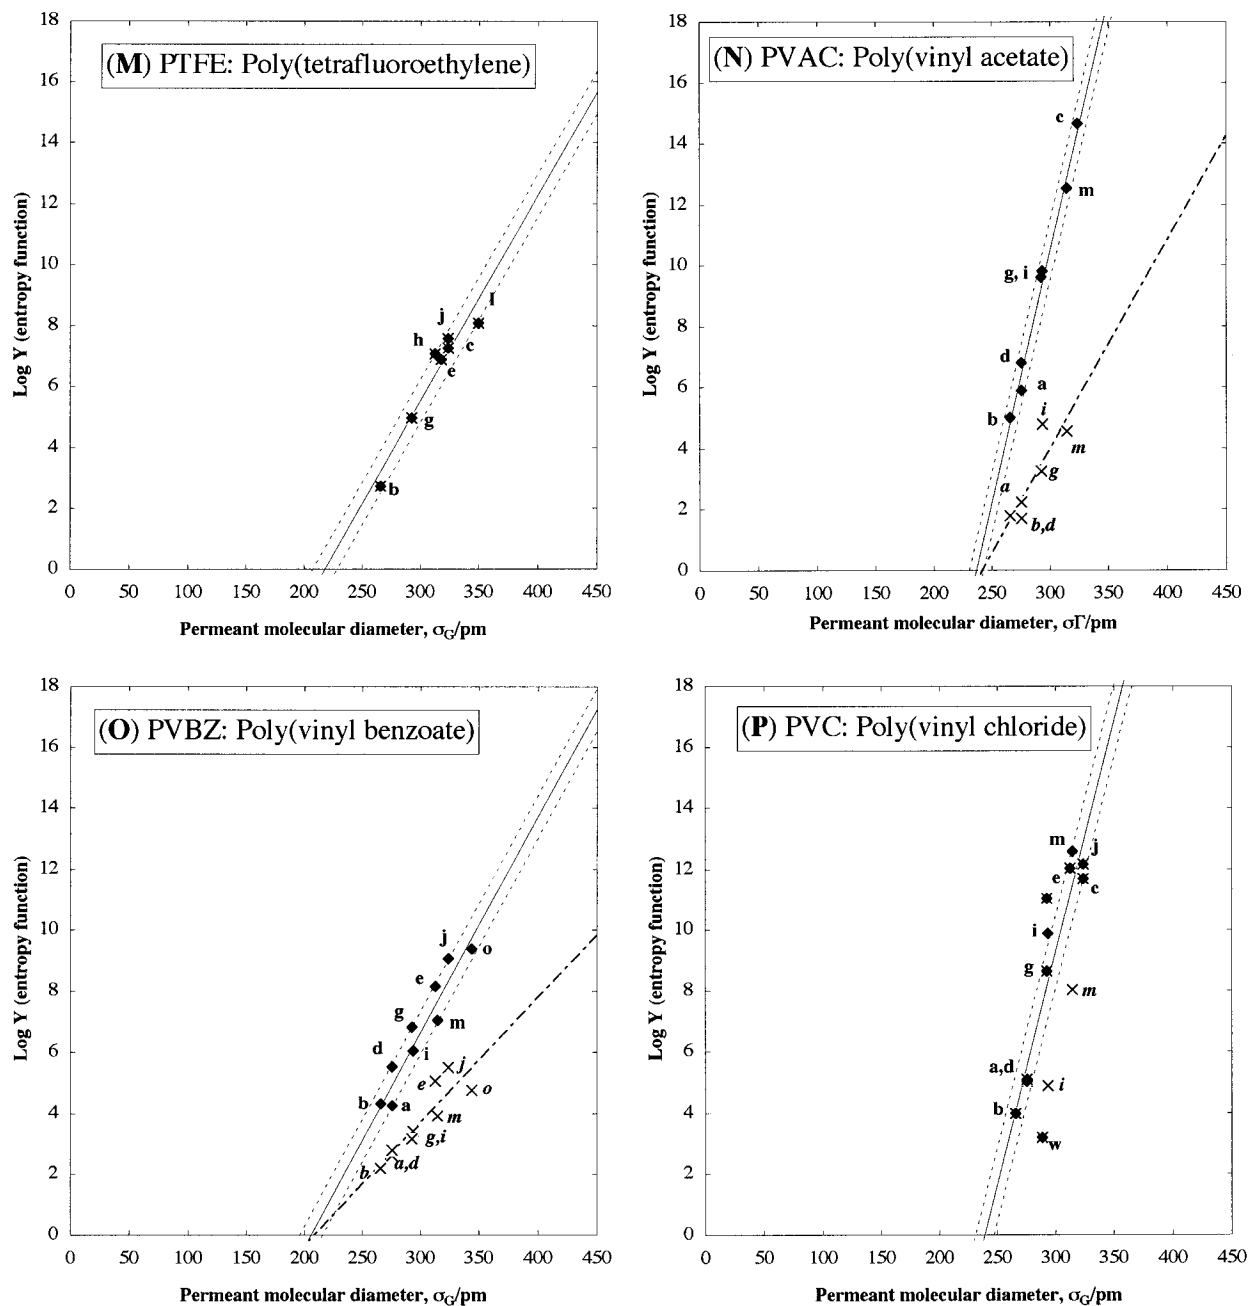 18
16
14
12
10
8
6
4
2
0
Log Y (entropy function)
(M) PTFE: Poly(tetrafluoroethylene)
l
j
h
c
e
g
b
0 50 100 150 200 250 300 350 400 450
Permeant molecular diameter, σG/pm
18
16
14
12
10
8
6
4
2
0
Log Y (entropy function)
(N) PVAC: Poly(vinyl acetate)
c
m
g, i
d
a
b
i
m
g
a
b,d
0 50 100 150 200 250 300 350 400 450
Permeant molecular diameter, σΓ/pm
18
16
14
12
10
8
6
4
2
0
Log Y (entropy function)
(O) PVBZ: Poly(vinyl benzoate)
j
o
e
g
m
d
i
b
a
j
e
o
m
g,i
a,d
b
0 50 100 150 200 250 300 350 400 450
Permeant molecular diameter, σG/pm
18
16
14
12
10
8
6
4
2
0
Log Y (entropy function)
(P) PVC: Poly(vinyl chloride)
m
j
e
c
i
g
m
a,d
i
b
w
0 50 100 150 200 250 300 350 400 450
Permeant molecular diameter, σG/pm